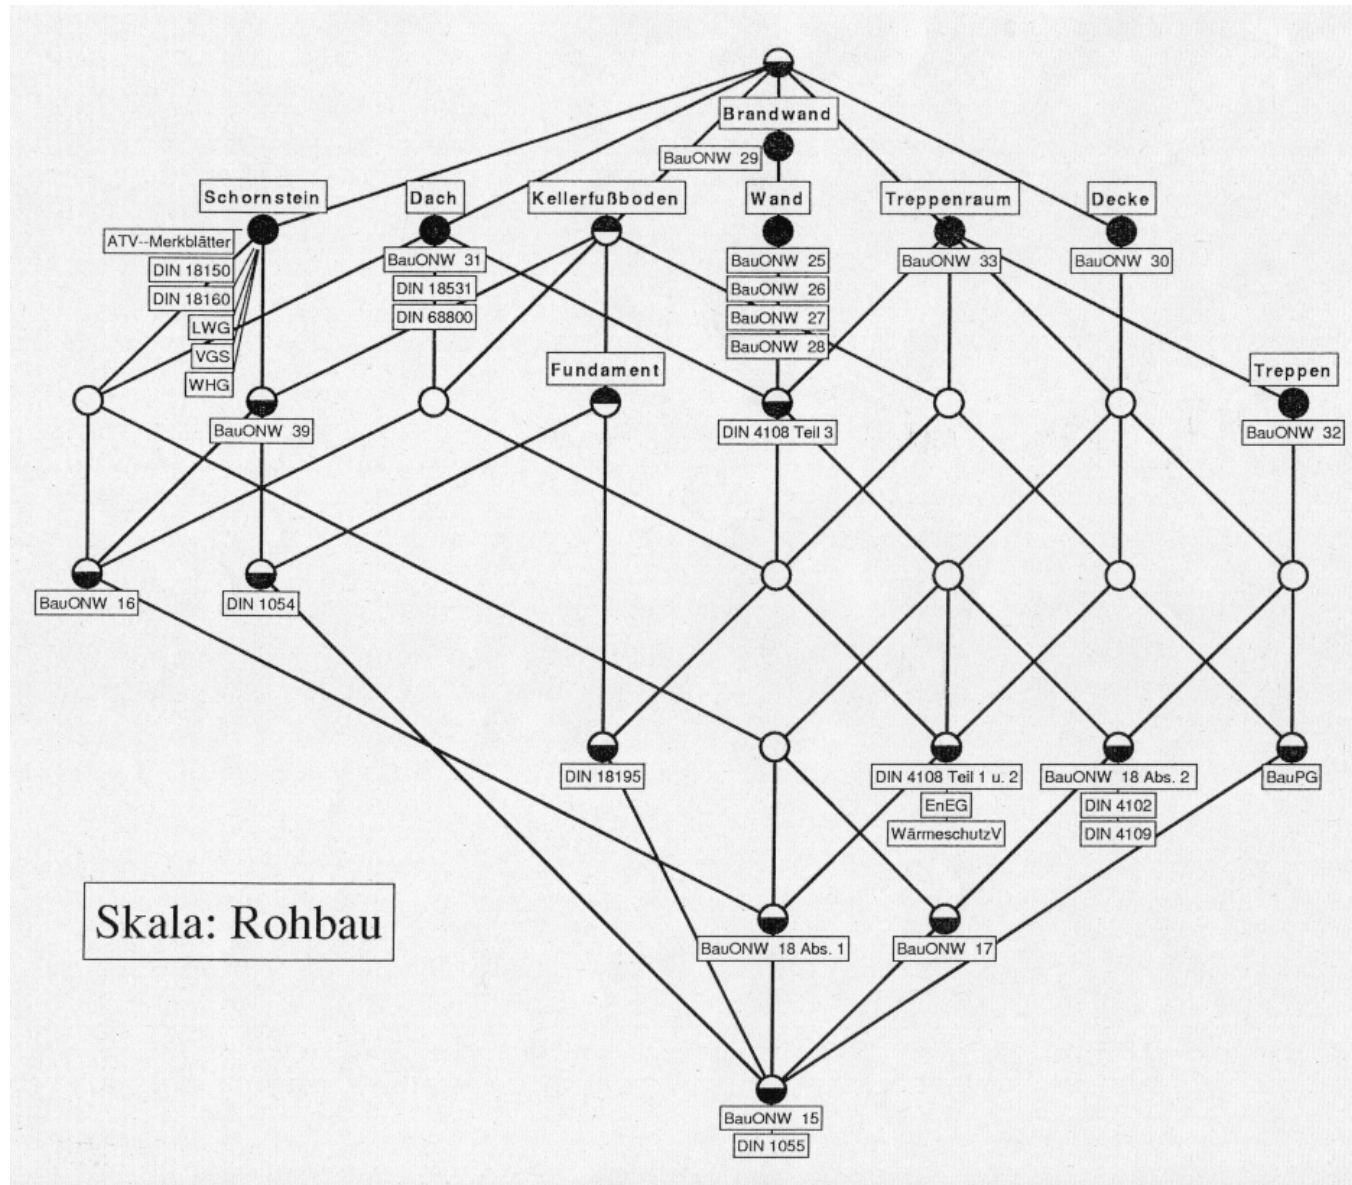 Brandwand
BauONW 29
Schornstein
Dach
Kellerfußboden
Wand
Treppenraum
Decke
ATV--Merkblätter
DIN 18150
DIN 18160
LWG
VGS
WHG
BauONW 31
DIN 18531
DIN 68800
BauONW 25
BauONW 26
BauONW 27
BauONW 28
BauONW 33
BauONW 30
Fundament
Treppen
BauONW 39
DIN 4108 Teil 3
BauONW 32
BauONW 16
DIN 1054
DIN 18195
DIN 4108 Teil 1 u. 2
EnEG
WärmeschutzV
BauONW 18 Abs. 2
DIN 4102
DIN 4109
BauPG
Skala: Rohbau
BauONW 18 Abs. 1
BauONW 17
BauONW 15
DIN 1055